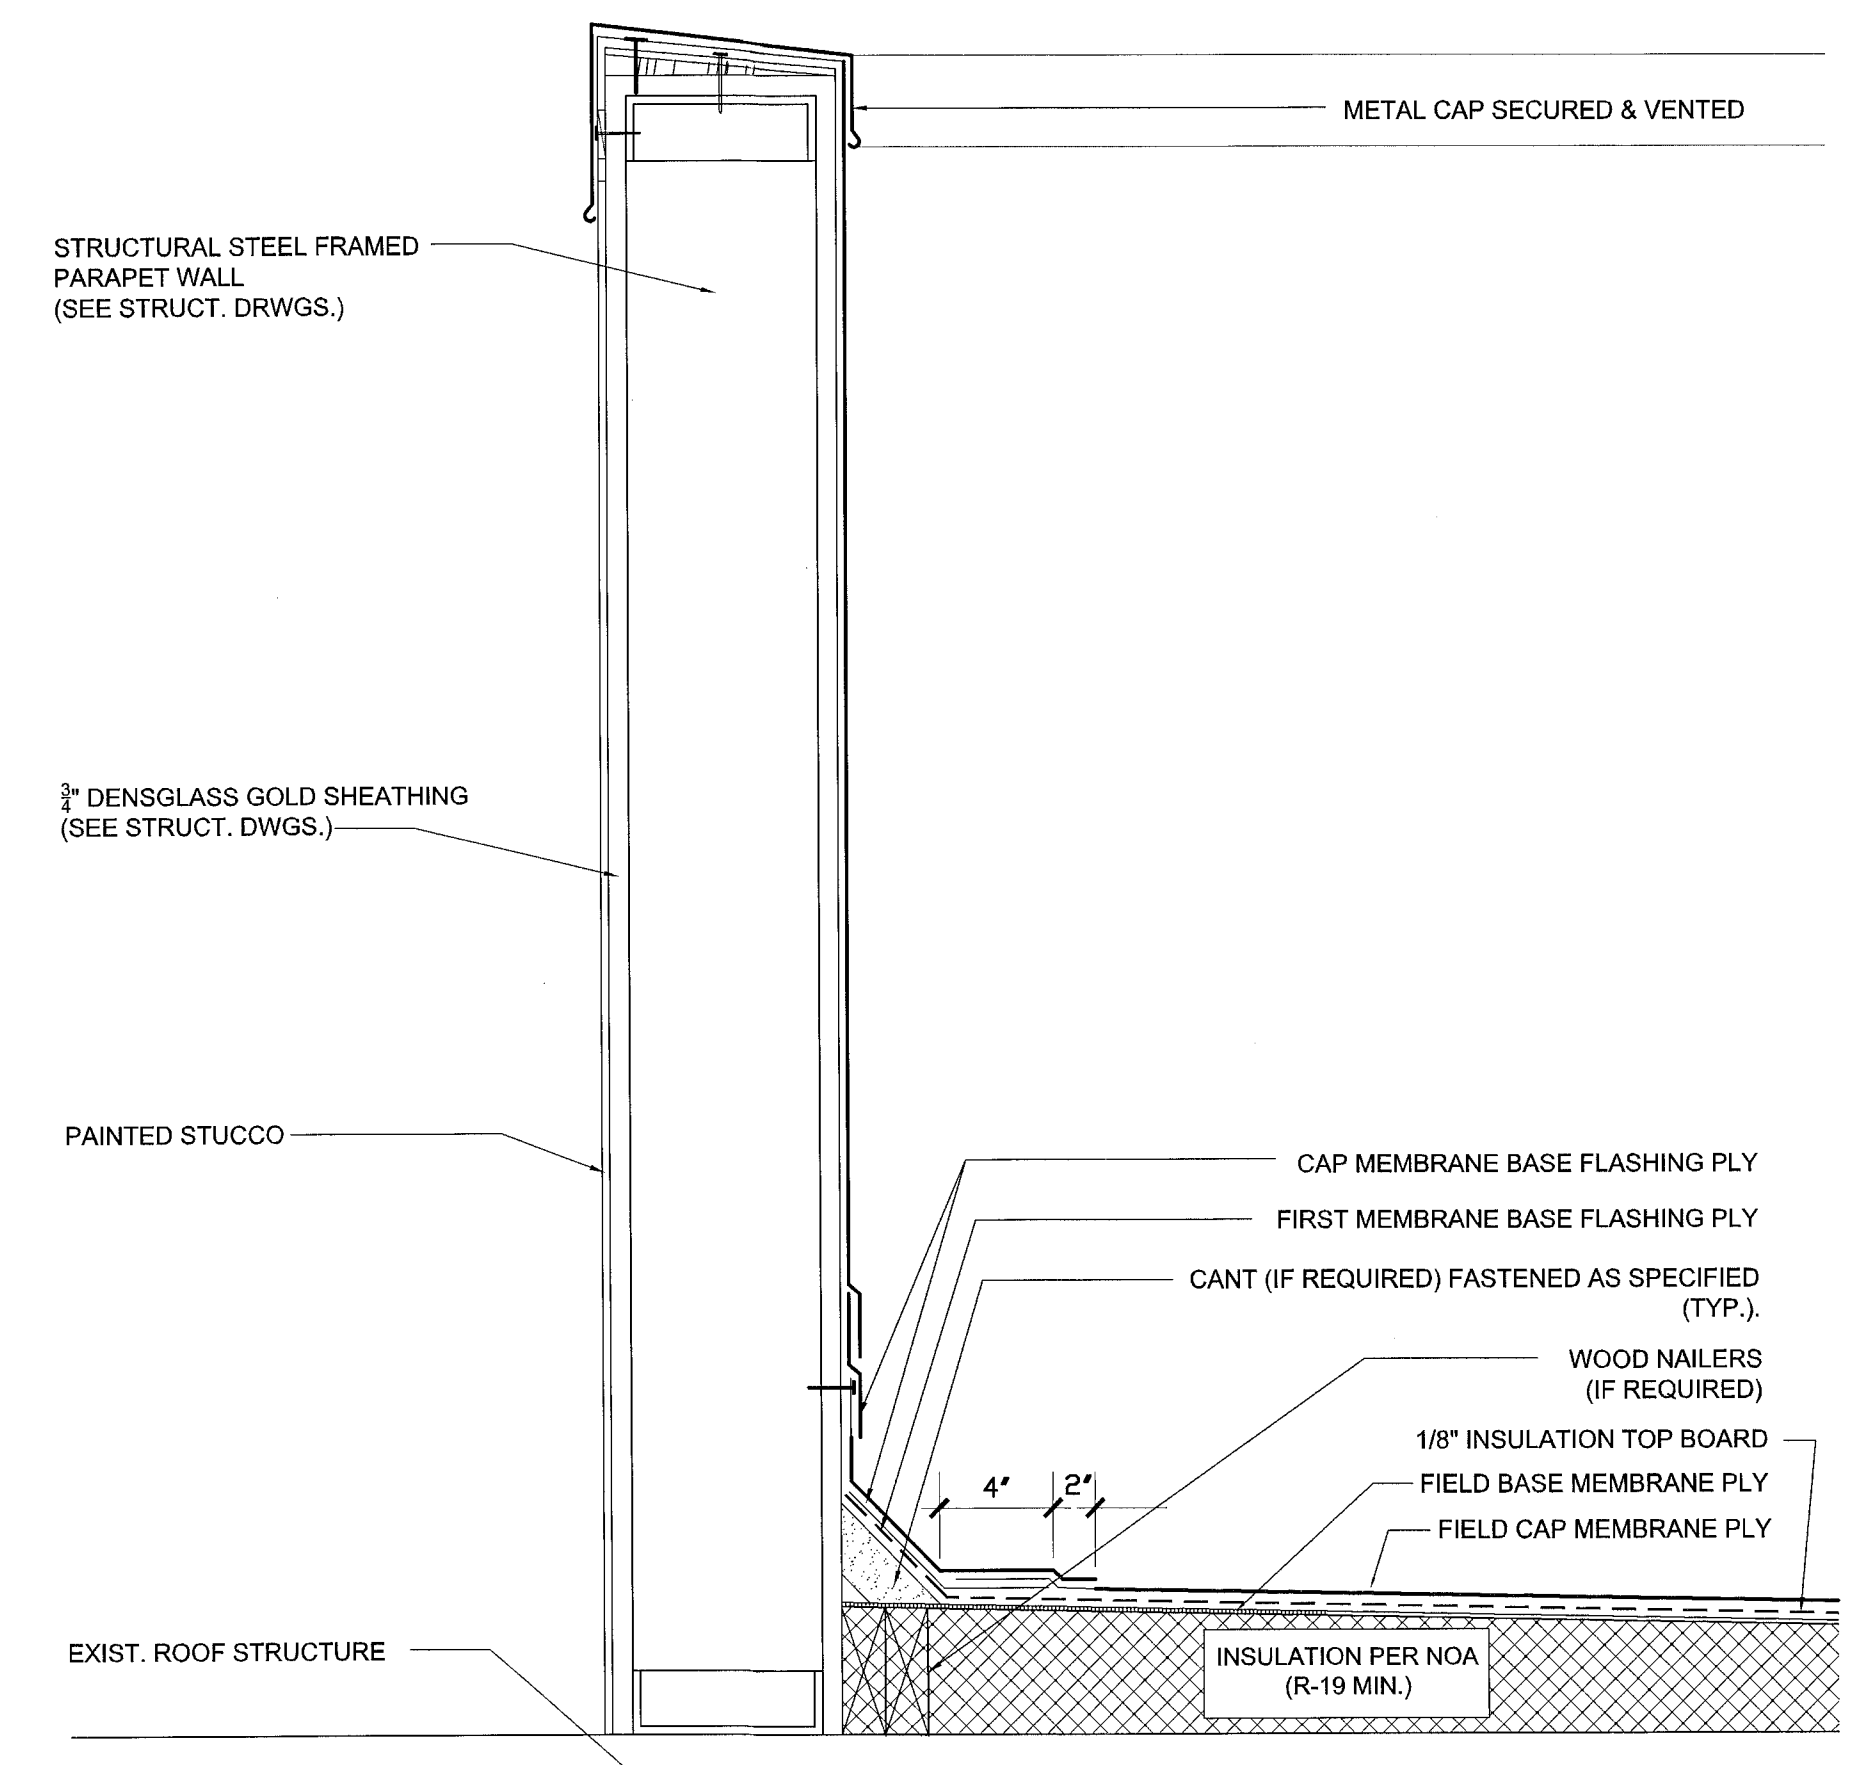 METAL CAP SECURED & VENTED
STRUCTURAL STEEL FRAMED
PARAPET WALL
(SEE STRUCT. DRWGS.)
¾" DENSGLASS GOLD SHEATHING
(SEE STRUCT. DWGS.)
PAINTED STUCCO
CAP MEMBRANE BASE FLASHING PLY
FIRST MEMBRANE BASE FLASHING PLY
CANT (IF REQUIRED) FASTENED AS SPECIFIED
(TYP.).
WOOD NAILERS
(IF REQUIRED)
1/8" INSULATION TOP BOARD
4" 2"
FIELD BASE MEMBRANE PLY
FIELD CAP MEMBRANE PLY
EXIST. ROOF STRUCTURE
INSULATION PER NOA
(R-19 MIN.)